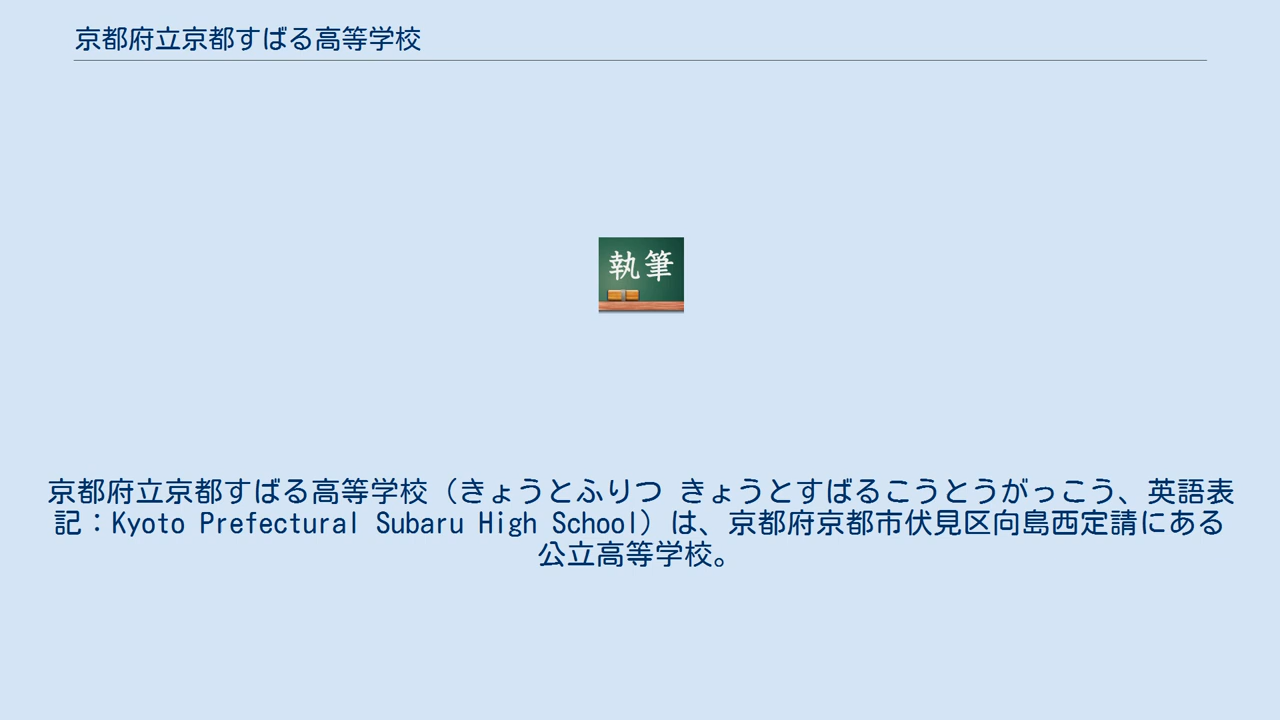 京都府立京都すばる高等学校
執筆
京都府立京都すばる高等学校（きょうとふりつ きょうとすばるこうとうがっこう、英語表
記：Kyoto Prefectural Subaru High School）は、京都府京都市伏見区向島西定請にある
公立高等学校。